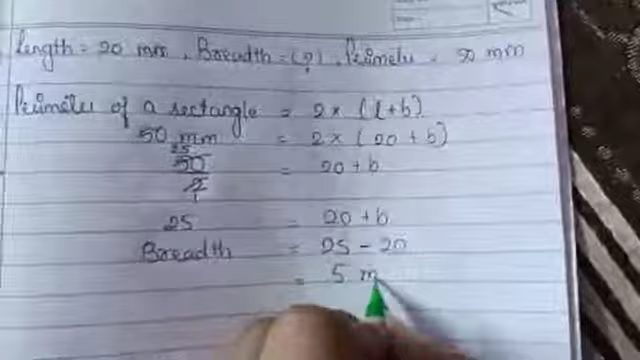 length = 20 mm, Breadth = (?), Perimeter = 50 mm
Perimeter of a rectangle = 2 × (l+b)
50 mm = 2 × (20 + b)
25
50 = 20 + b
2
1
25 = 20 + b
Breadth = 25 - 20
= 5 m